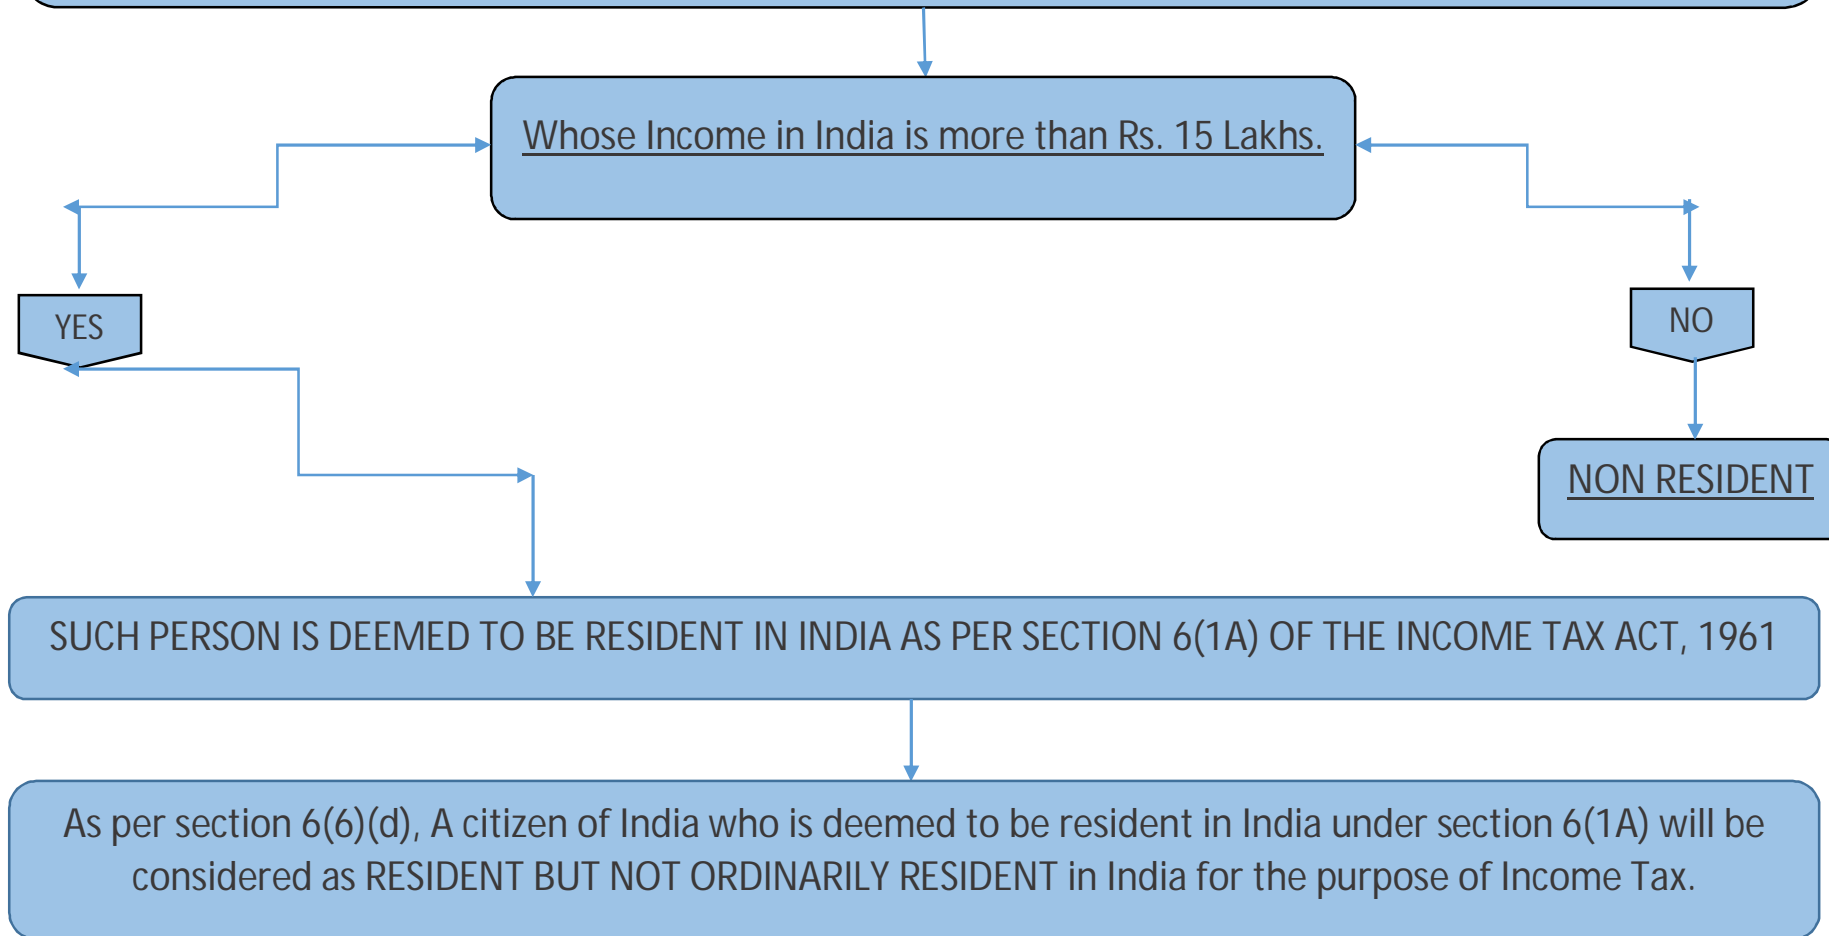 Whose Income in India is more than Rs. 15 Lakhs.
YES
NO
NON RESIDENT
SUCH PERSON IS DEEMED TO BE RESIDENT IN INDIA AS PER SECTION 6(1A) OF THE INCOME TAX ACT, 1961
As per section 6(6)(d), A citizen of India who is deemed to be resident in India under section 6(1A) will be
considered as RESIDENT BUT NOT ORDINARILY RESIDENT in India for the purpose of Income Tax.